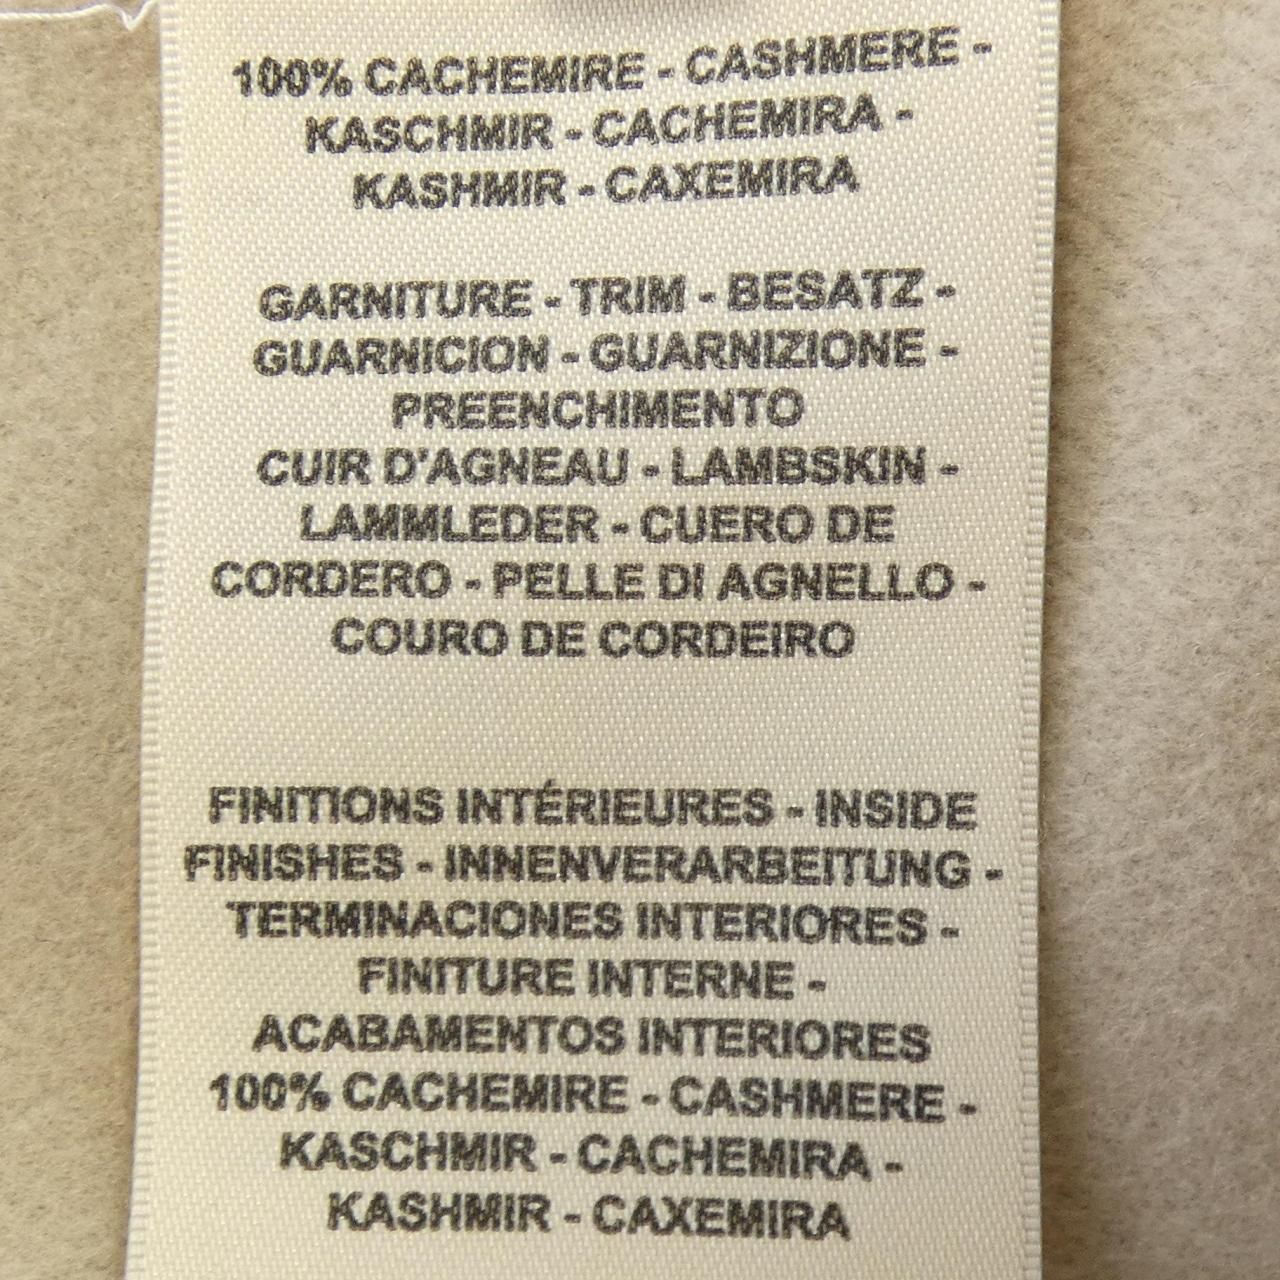 100% CACHEMIRE - CASHMERE -
KASCHMIR - CACHEMIRA -
KASHMIR - CAXEMIRA
GARNITURE - TRIM - BESATZ -
GUARNICION - GUARNIZIONE -
PREENCHIMENTO
CUIR D'AGNEAU - LAMBSKIN -
LAMMLEDER - CUERO DE
CORDERO - PELLE DI AGNELLO -
COURO DE CORDEIRO
FINITIONS INTÉRIEURES - INSIDE
FINISHES - INNENVERARBEITUNG -
TERMINACIONES INTERIORES -
FINITURE INTERNE -
ACABAMENTOS INTERIORES
100% CACHEMIRE - CASHMERE -
KASCHMIR - CACHEMIRA -
KASHMIR - CAXEMIRA